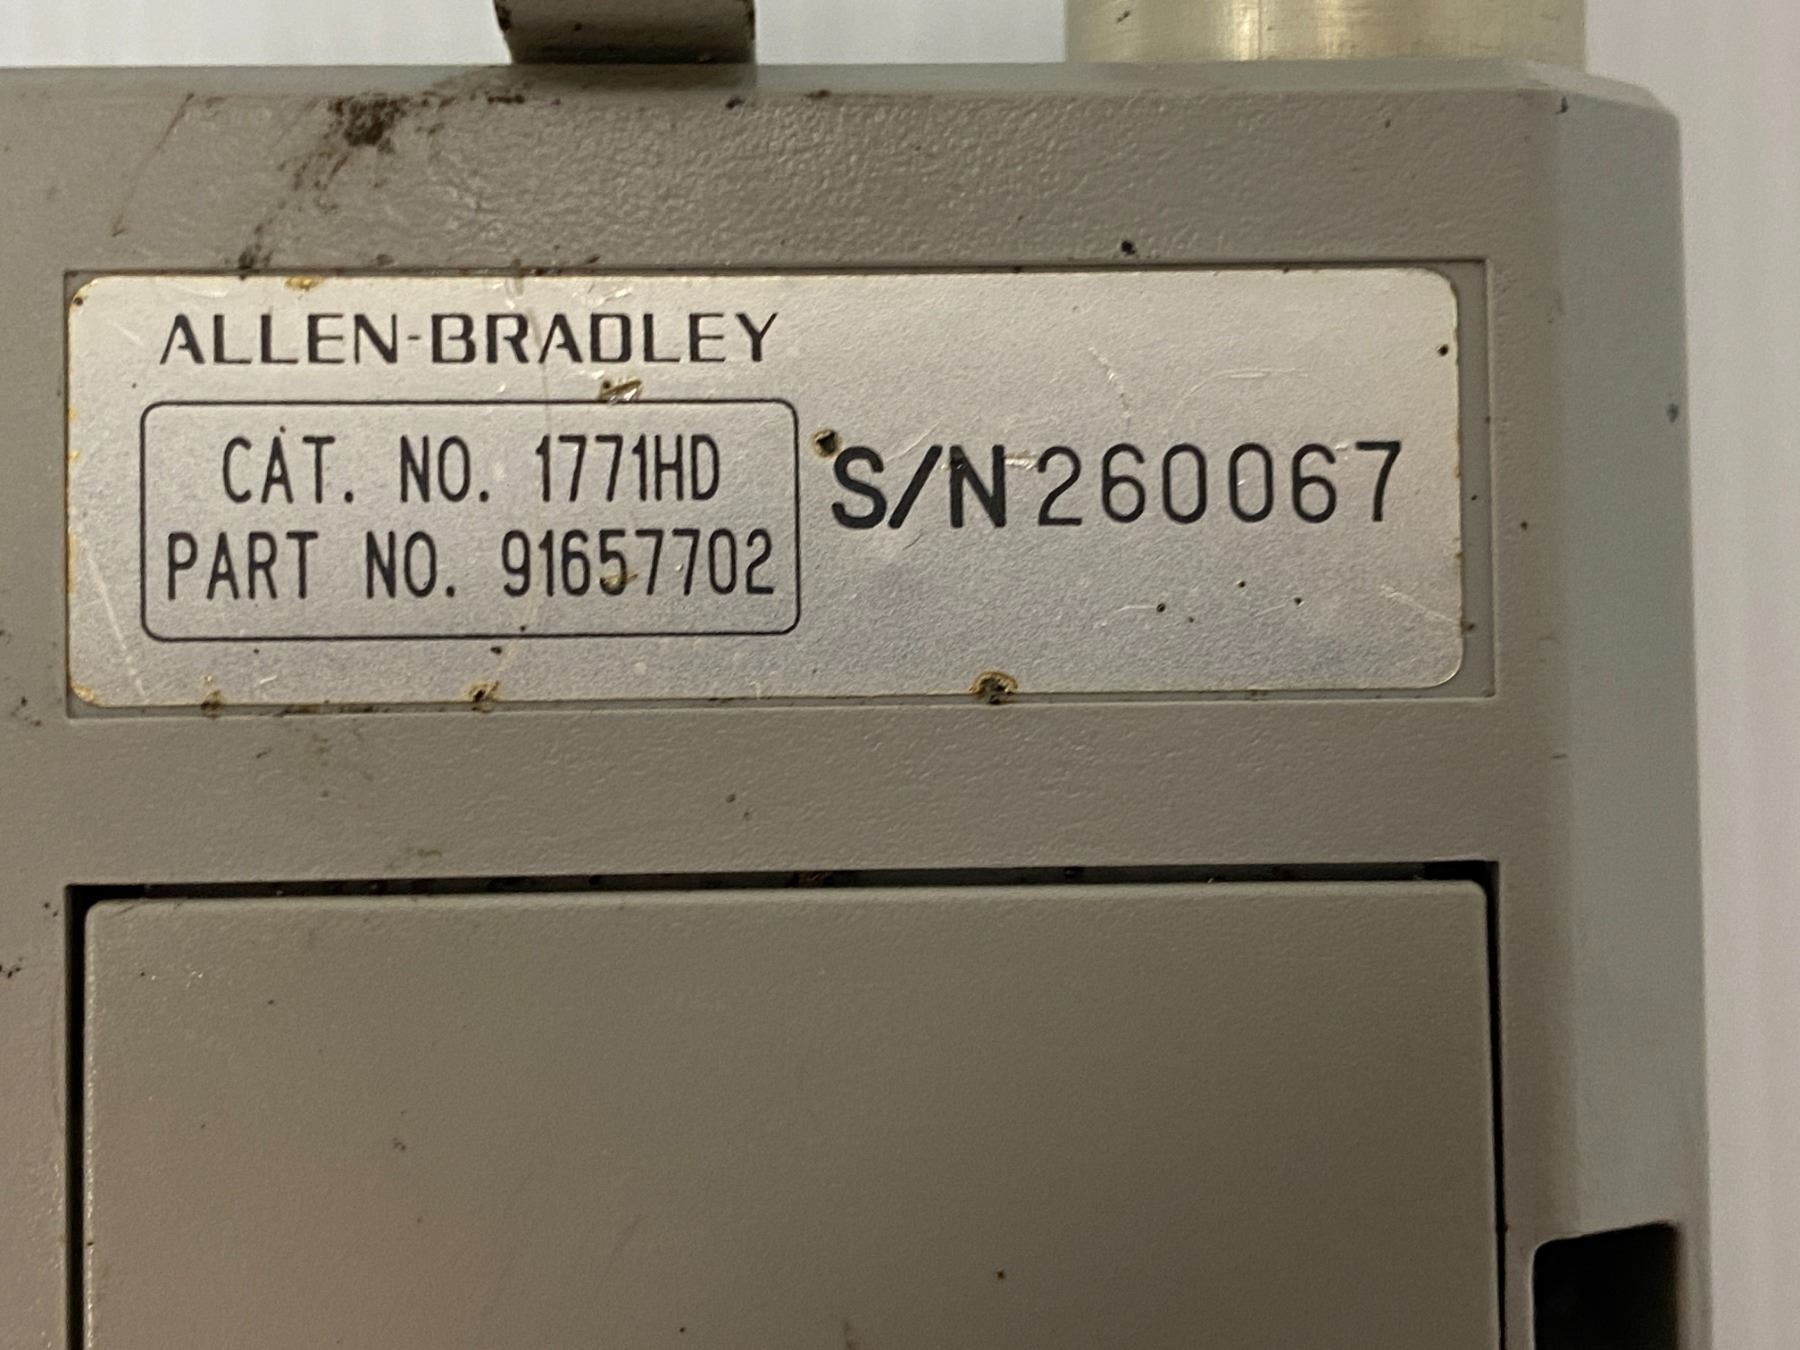 ALLEN-BRADLEY
CAT. NO. 1771HD
PART NO. 91657702
S/N 260067